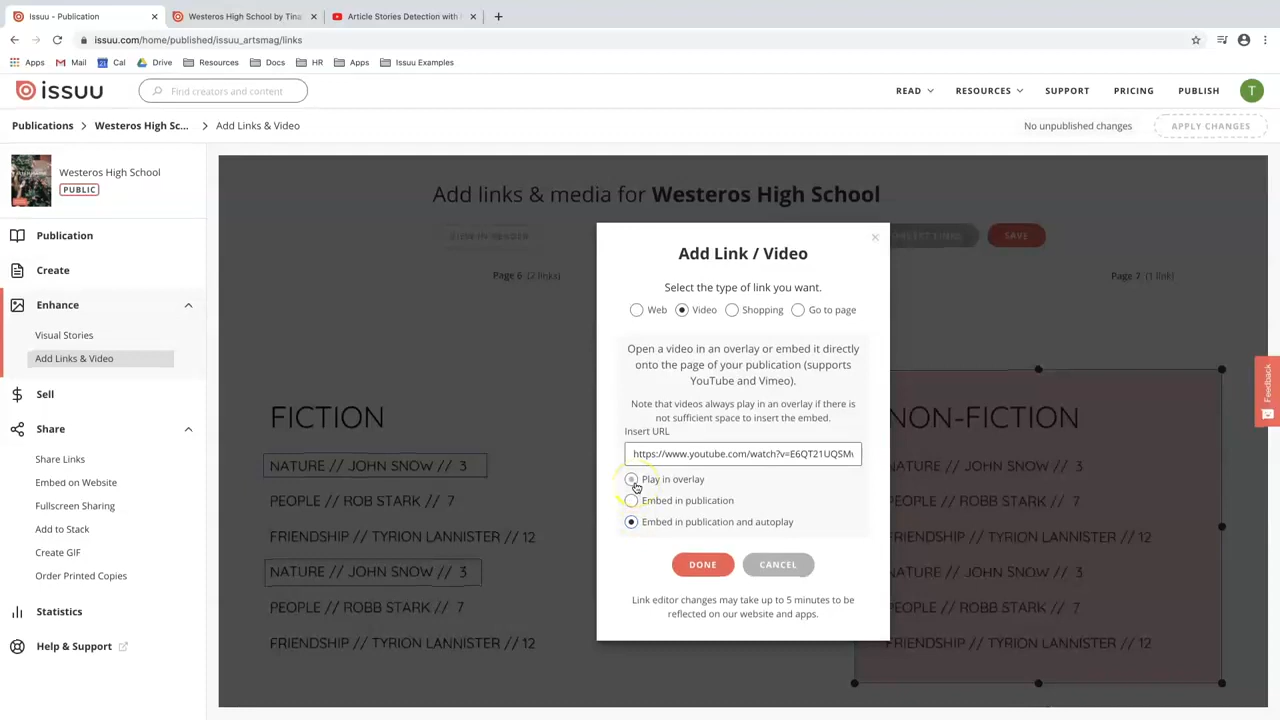 Issuu - Publication
Westeros High School by Tina
Article Stories Detection with
issuu.com/home/published/issuu_artsmag/links
Apps
Mail
Cal
Drive
Resources
Docs
HR
Apps
Issuu Examples
issuu
Find creators and content
READ
RESOURCES
SUPPORT
PRICING
PUBLISH
T
Publications
Westeros High Sc...
Add Links & Video
No unpublished changes
APPLY CHANGES
Westeros High School
PUBLIC
Publication
Create
Enhance
Visual Stories
Add Links & Video
Sell
Share
Share Links
Embed on Website
Fullscreen Sharing
Add to Stack
Create GIF
Order Printed Copies
Statistics
Help & Support
Add links & media for Westeros High School
VIEW IN READER
SELECT LINKS
SAVE
Page 6 (2 links)
Page 7 (1 link)
FICTION
NATURE // JOHN SNOW // 3
PEOPLE // ROB STARK // 7
FRIENDSHIP // TYRION LANNISTER // 12
NATURE // JOHN SNOW // 3
PEOPLE // ROBB STARK // 7
FRIENDSHIP // TYRION LANNISTER // 12
Add Link / Video
Select the type of link you want.
Web
Video
Shopping
Go to page
Open a video in an overlay or embed it directly
onto the page of your publication (supports
YouTube and Vimeo).
Note that videos always play in an overlay if there is
not sufficient space to insert the embed.
Insert URL
https://www.youtube.com/watch?v=E6QT21UQSM
Play in overlay
Embed in publication
Embed in publication and autoplay
DONE
CANCEL
Link editor changes may take up to 5 minutes to be
reflected on our website and apps.
NON-FICTION
NATURE // JOHN SNOW // 3
PEOPLE // ROB STARK // 7
FRIENDSHIP // TYRION LANNISTER // 12
NATURE // JOHN SNOW // 3
PEOPLE // ROBB STARK // 7
FRIENDSHIP // TYRION LANNISTER // 12
Feedback